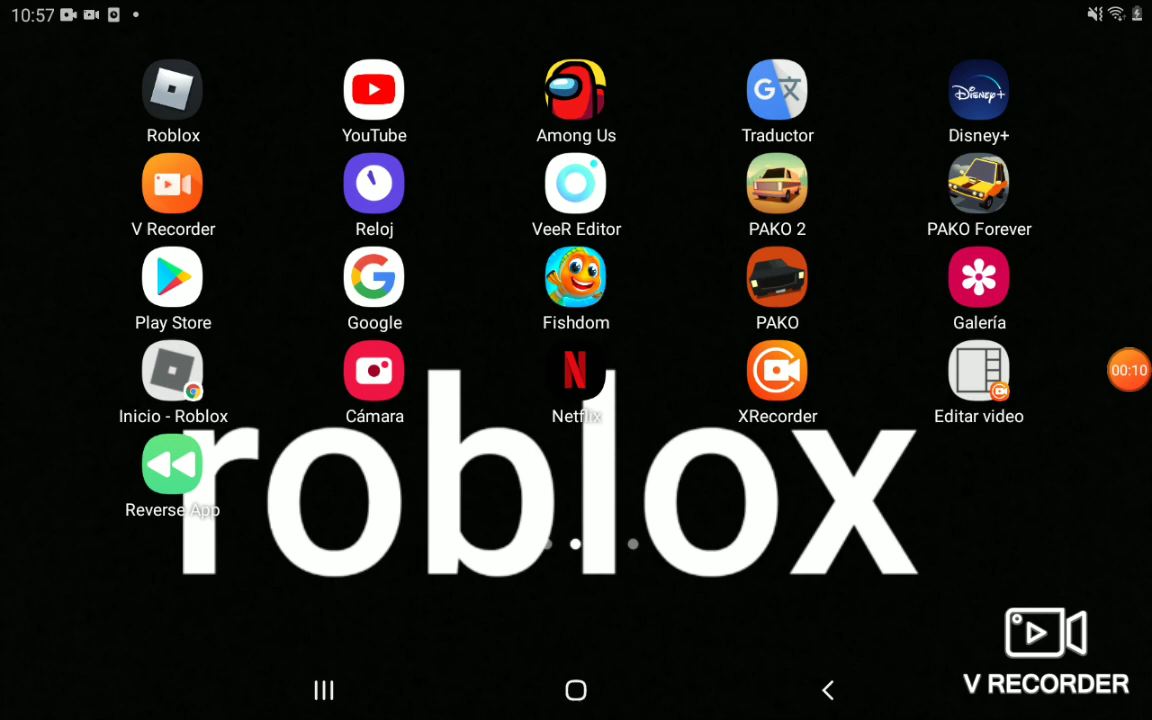 10:57
Roblox YouTube Among Us Traductor Disney+
V Recorder Reloj VeeR Editor PAKO 2 PAKO Forever
Play Store Google Fishdom PAKO Galería
00:10
Inicio - Roblox Cámara Netflix XRecorder Editar video
Reverse App
roblox
V RECORDER